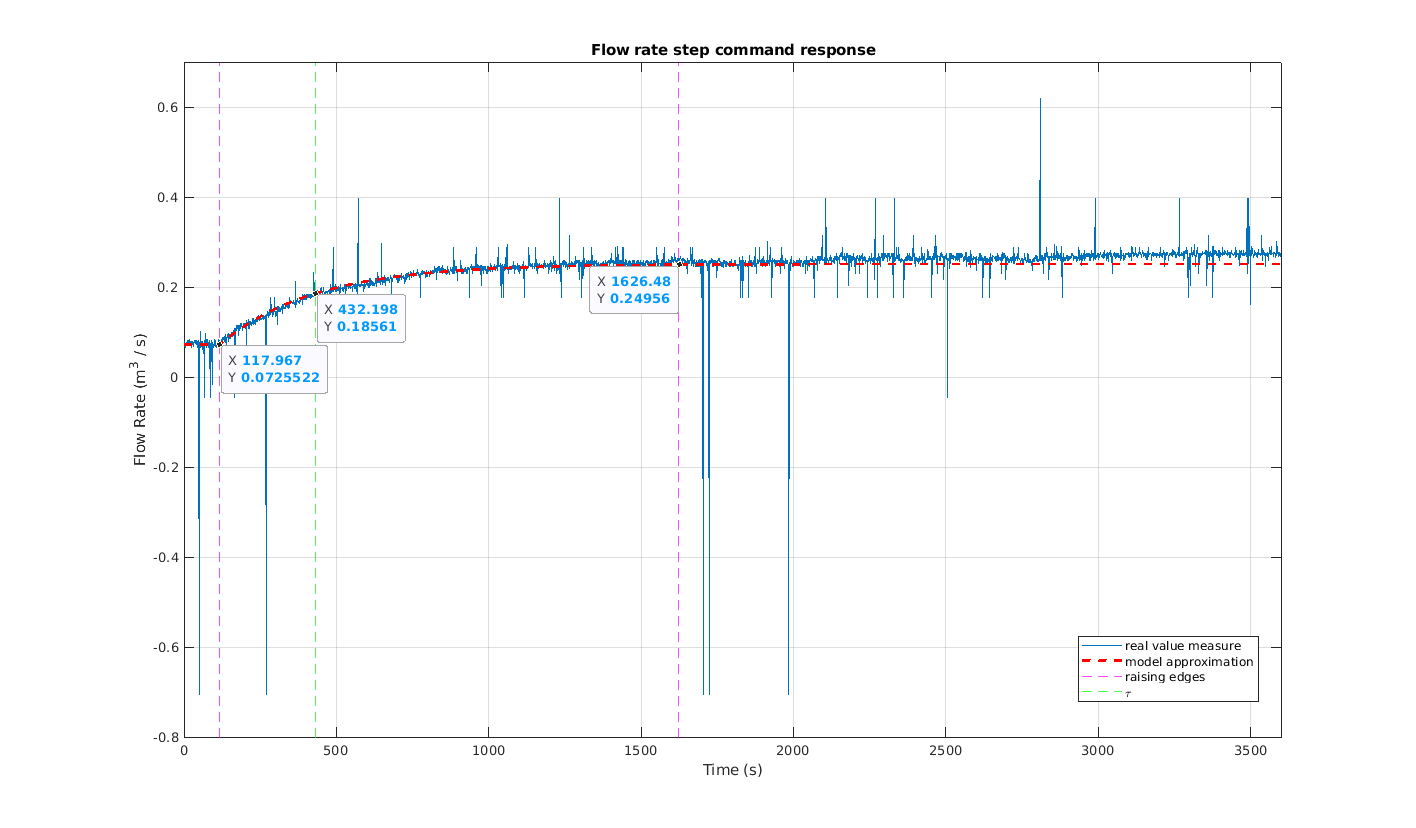 Flow rate step command response
0.6
0.4
0.2
0
-0.2
-0.4
-0.6
-0.8
Flow Rate (m³ / s)
X 117.967
Y 0.0725522
X 432.198
Y 0.18561
X 1626.48
Y 0.24956
real value measure
model approximation
raising edges
τ
0 500 1000 1500 2000 2500 3000 3500
Time (s)